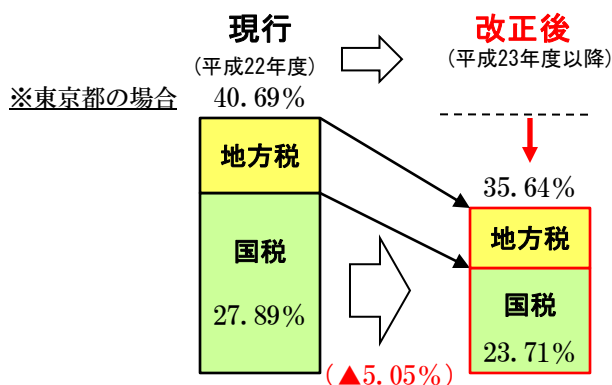 現行
(平成22年度)
改正後
(平成23年度以降)
※東京都の場合
40.69%
地方税
国税
27.89%
35.64%
地方税
国税
23.71%
(▲5.05%)